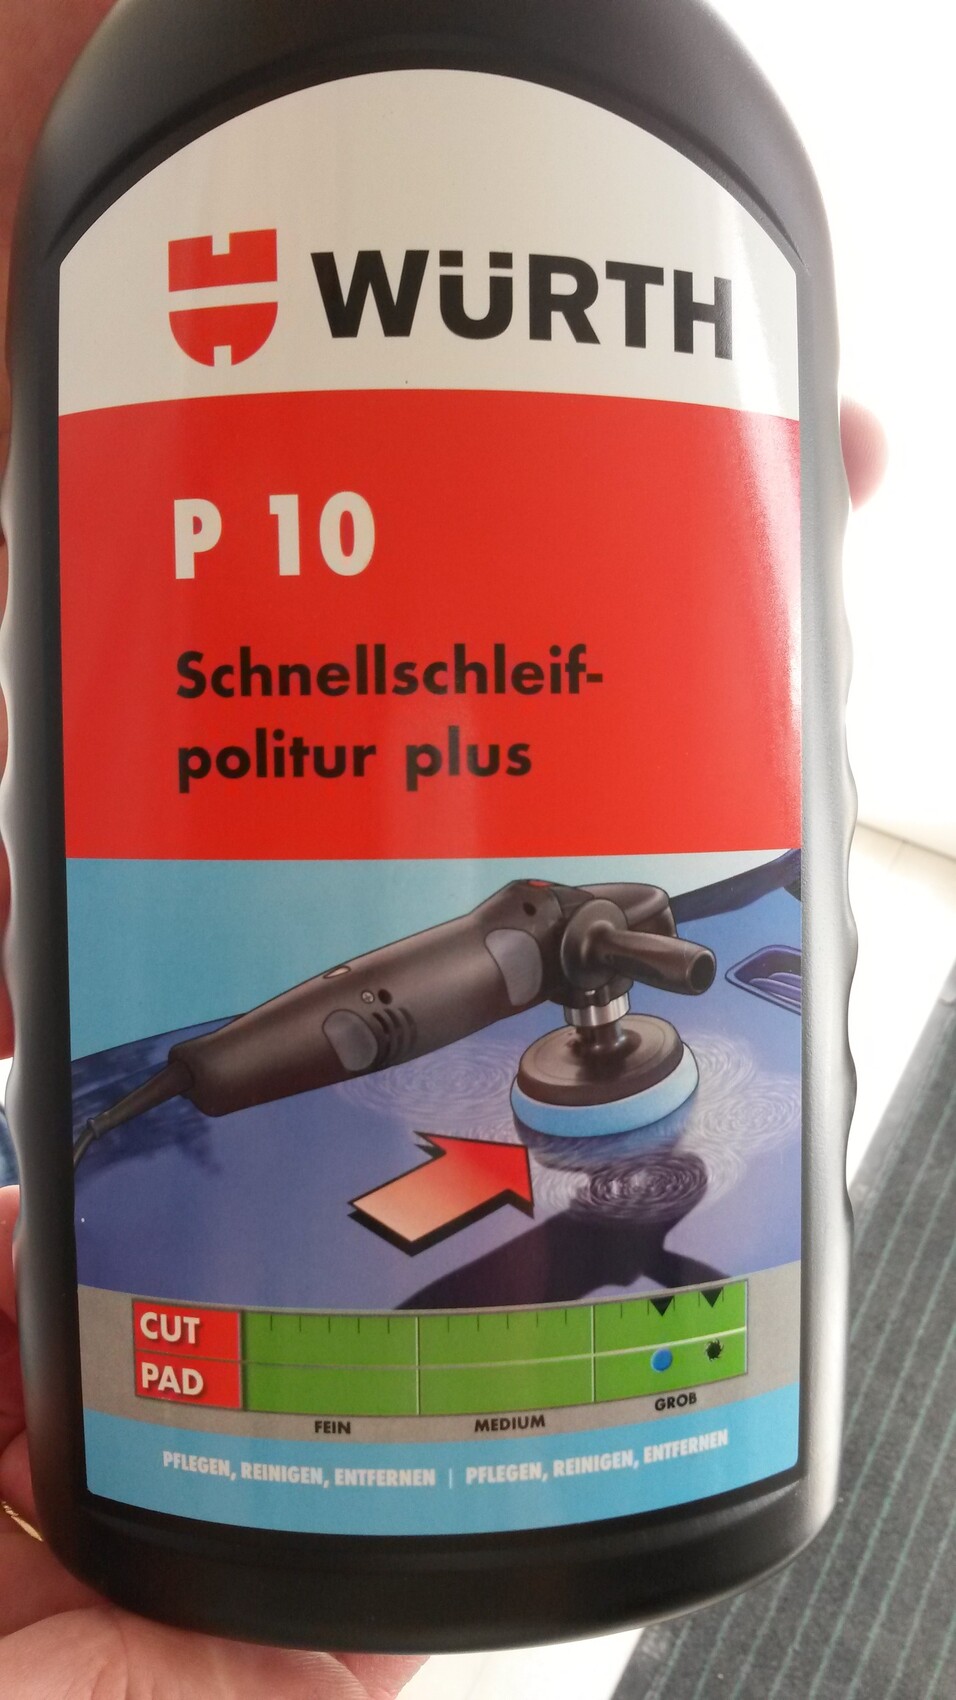 WÜRTH
P 10
Schnellschleif-
politur plus
CUT
PAD
FEIN MEDIUM GROB
PFLEGEN, REINIGEN, ENTFERNEN | PFLEGEN, REINIGEN, ENTFERNEN